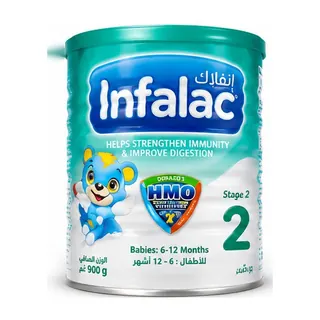 إنفلاك
Infalac
HELPS STRENGTHEN IMMUNITY
& IMPROVE DIGESTION
HMO
Stage 2
2
Babies: 6-12 Months
للأطفال : 6 - 12 أشهر
الوزن الصافي
900 g غم